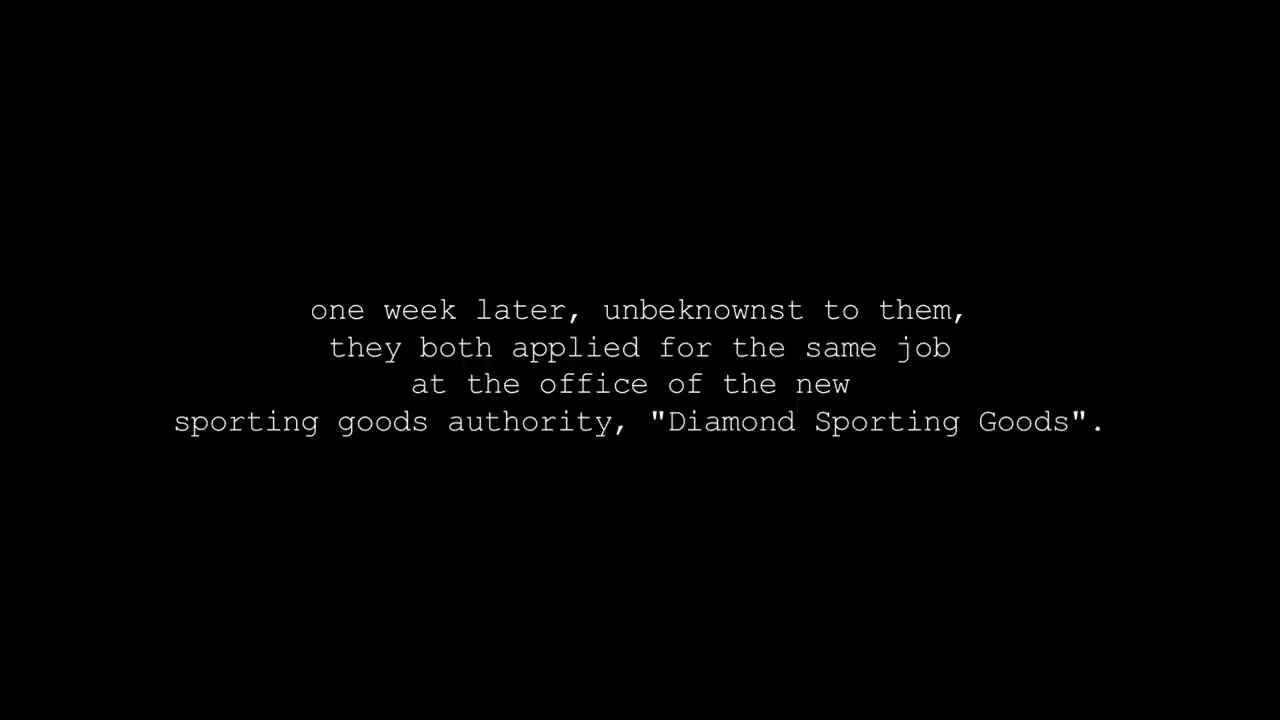 one week later, unbeknownst to them,
they both applied for the same job
at the office of the new
sporting goods authority, "Diamond Sporting Goods".